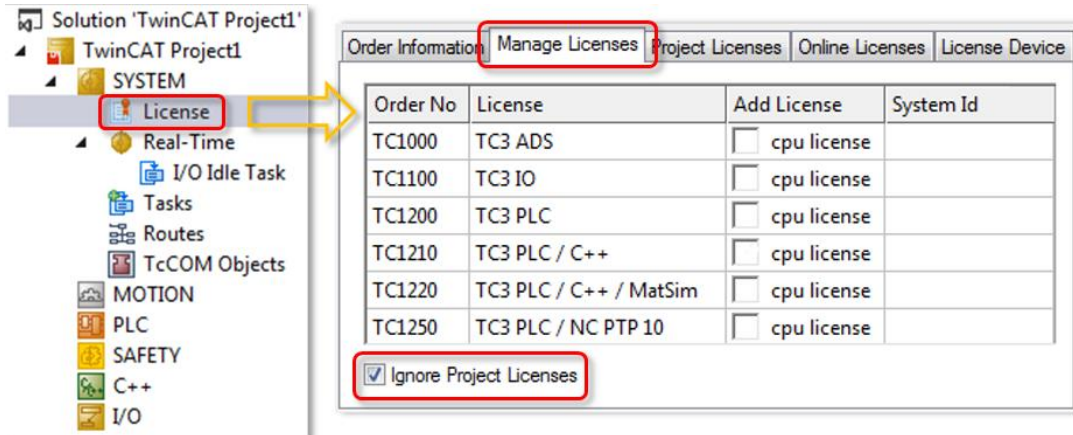 Solution 'TwinCAT Project1'
TwinCAT Project1
SYSTEM
License
Real-Time
I/O Idle Task
Tasks
Routes
TcCOM Objects
MOTION
PLC
SAFETY
C++
I/O
Order Information Manage Licenses Project Licenses Online Licenses License Device
Order No License Add License System Id
TC1000 TC3 ADS cpu license
TC1100 TC3 IO cpu license
TC1200 TC3 PLC cpu license
TC1210 TC3 PLC / C++ cpu license
TC1220 TC3 PLC / C++ / MatSim cpu license
TC1250 TC3 PLC / NC PTP 10 cpu license
Ignore Project Licenses